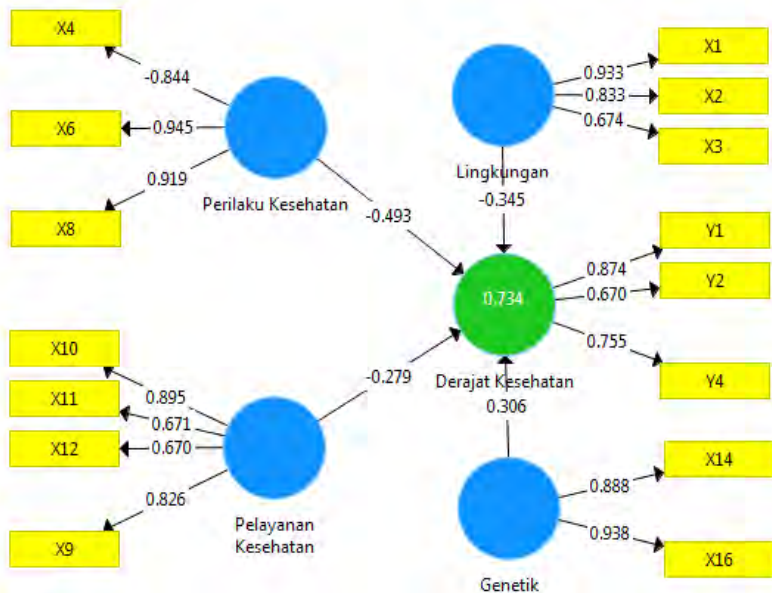 X4
-0.844
X6
0.945
X8
0.919
Perilaku Kesehatan
-0.493
X1
0.933
X2
0.833
X3
0.674
Lingkungan
-0.345
0.734
Derajat Kesehatan
Y1
0.874
Y2
0.670
0.755
Y4
X10
0.895
X11
0.671
X12
0.670
0.826
X9
Pelayanan
Kesehatan
-0.279
0.306
X14
0.888
0.938
X16
Genetik